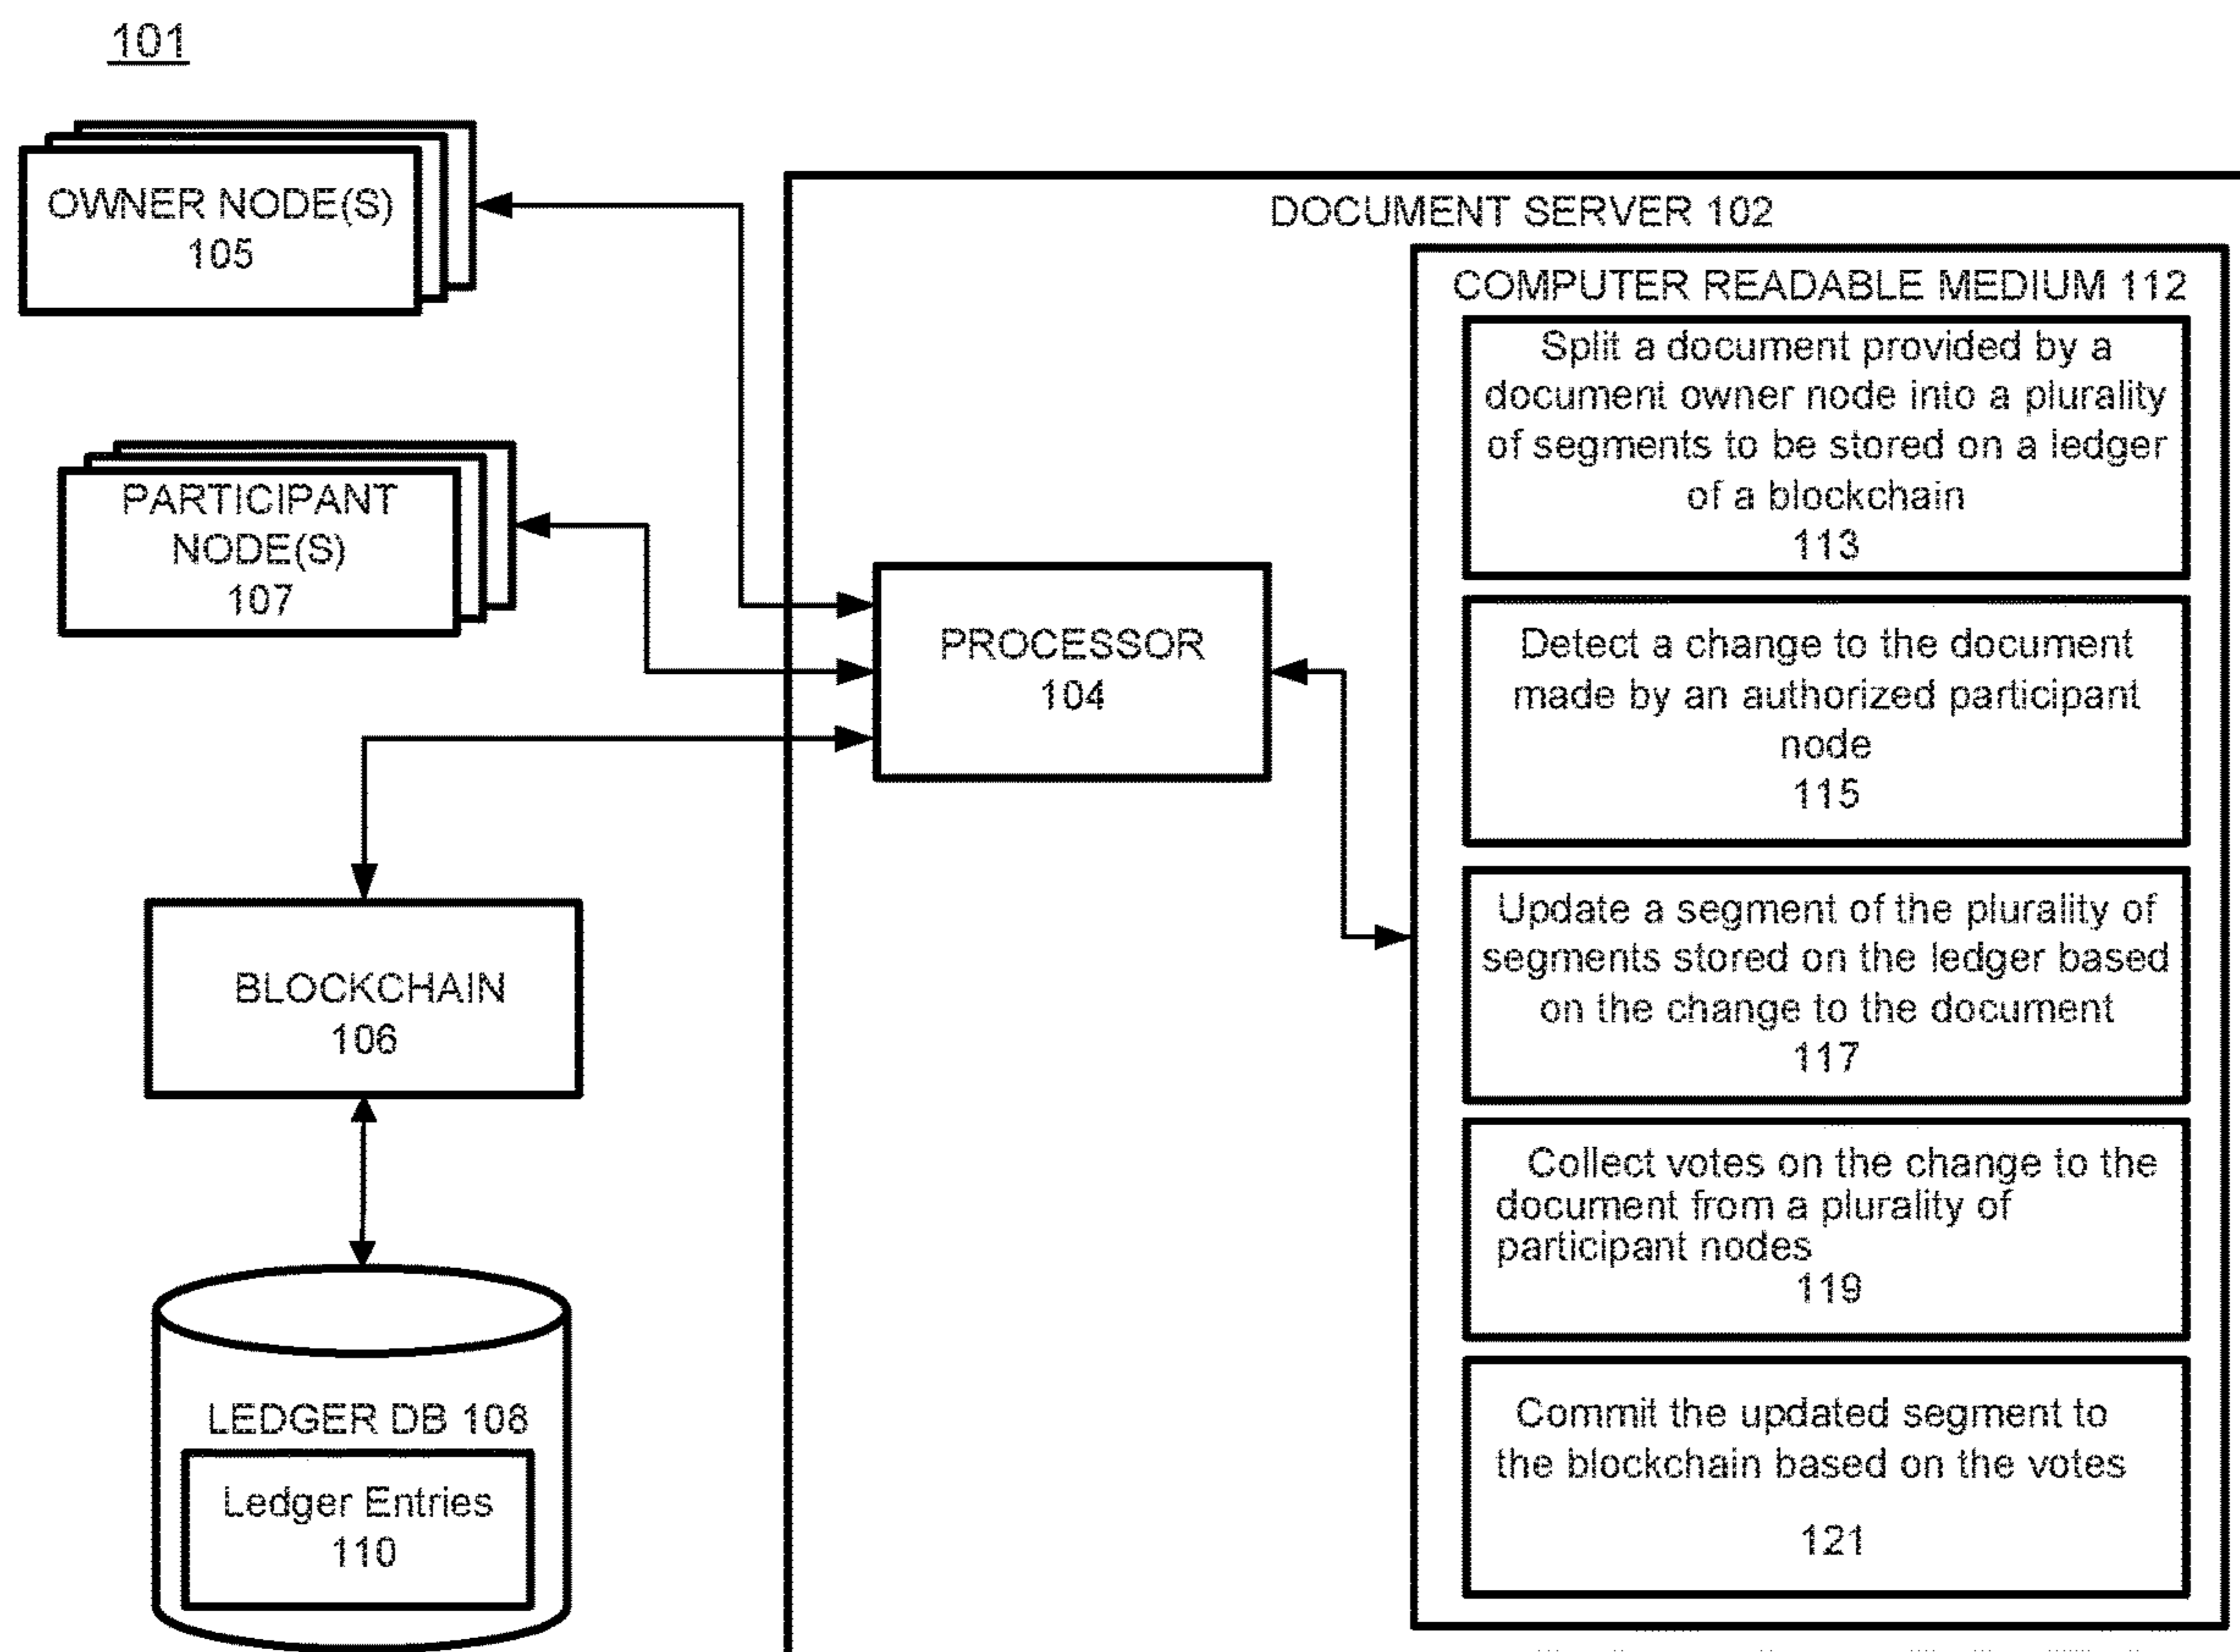 101
OWNER NODE(S)
105
PARTICIPANT
NODE(S)
107
BLOCKCHAIN
106
LEDGER DB 108
Ledger Entries
110
DOCUMENT SERVER 102
PROCESSOR
104
COMPUTER READABLE MEDIUM 112
Split a document provided by a
document owner node into a plurality
of segments to be stored on a ledger
of a blockchain
113
Detect a change to the document
made by an authorized participant
node
115
Update a segment of the plurality of
segments stored on the ledger based
on the change to the document
117
Collect votes on the change to the
document from a plurality of
participant nodes
119
Commit the updated segment to
the blockchain based on the votes
121